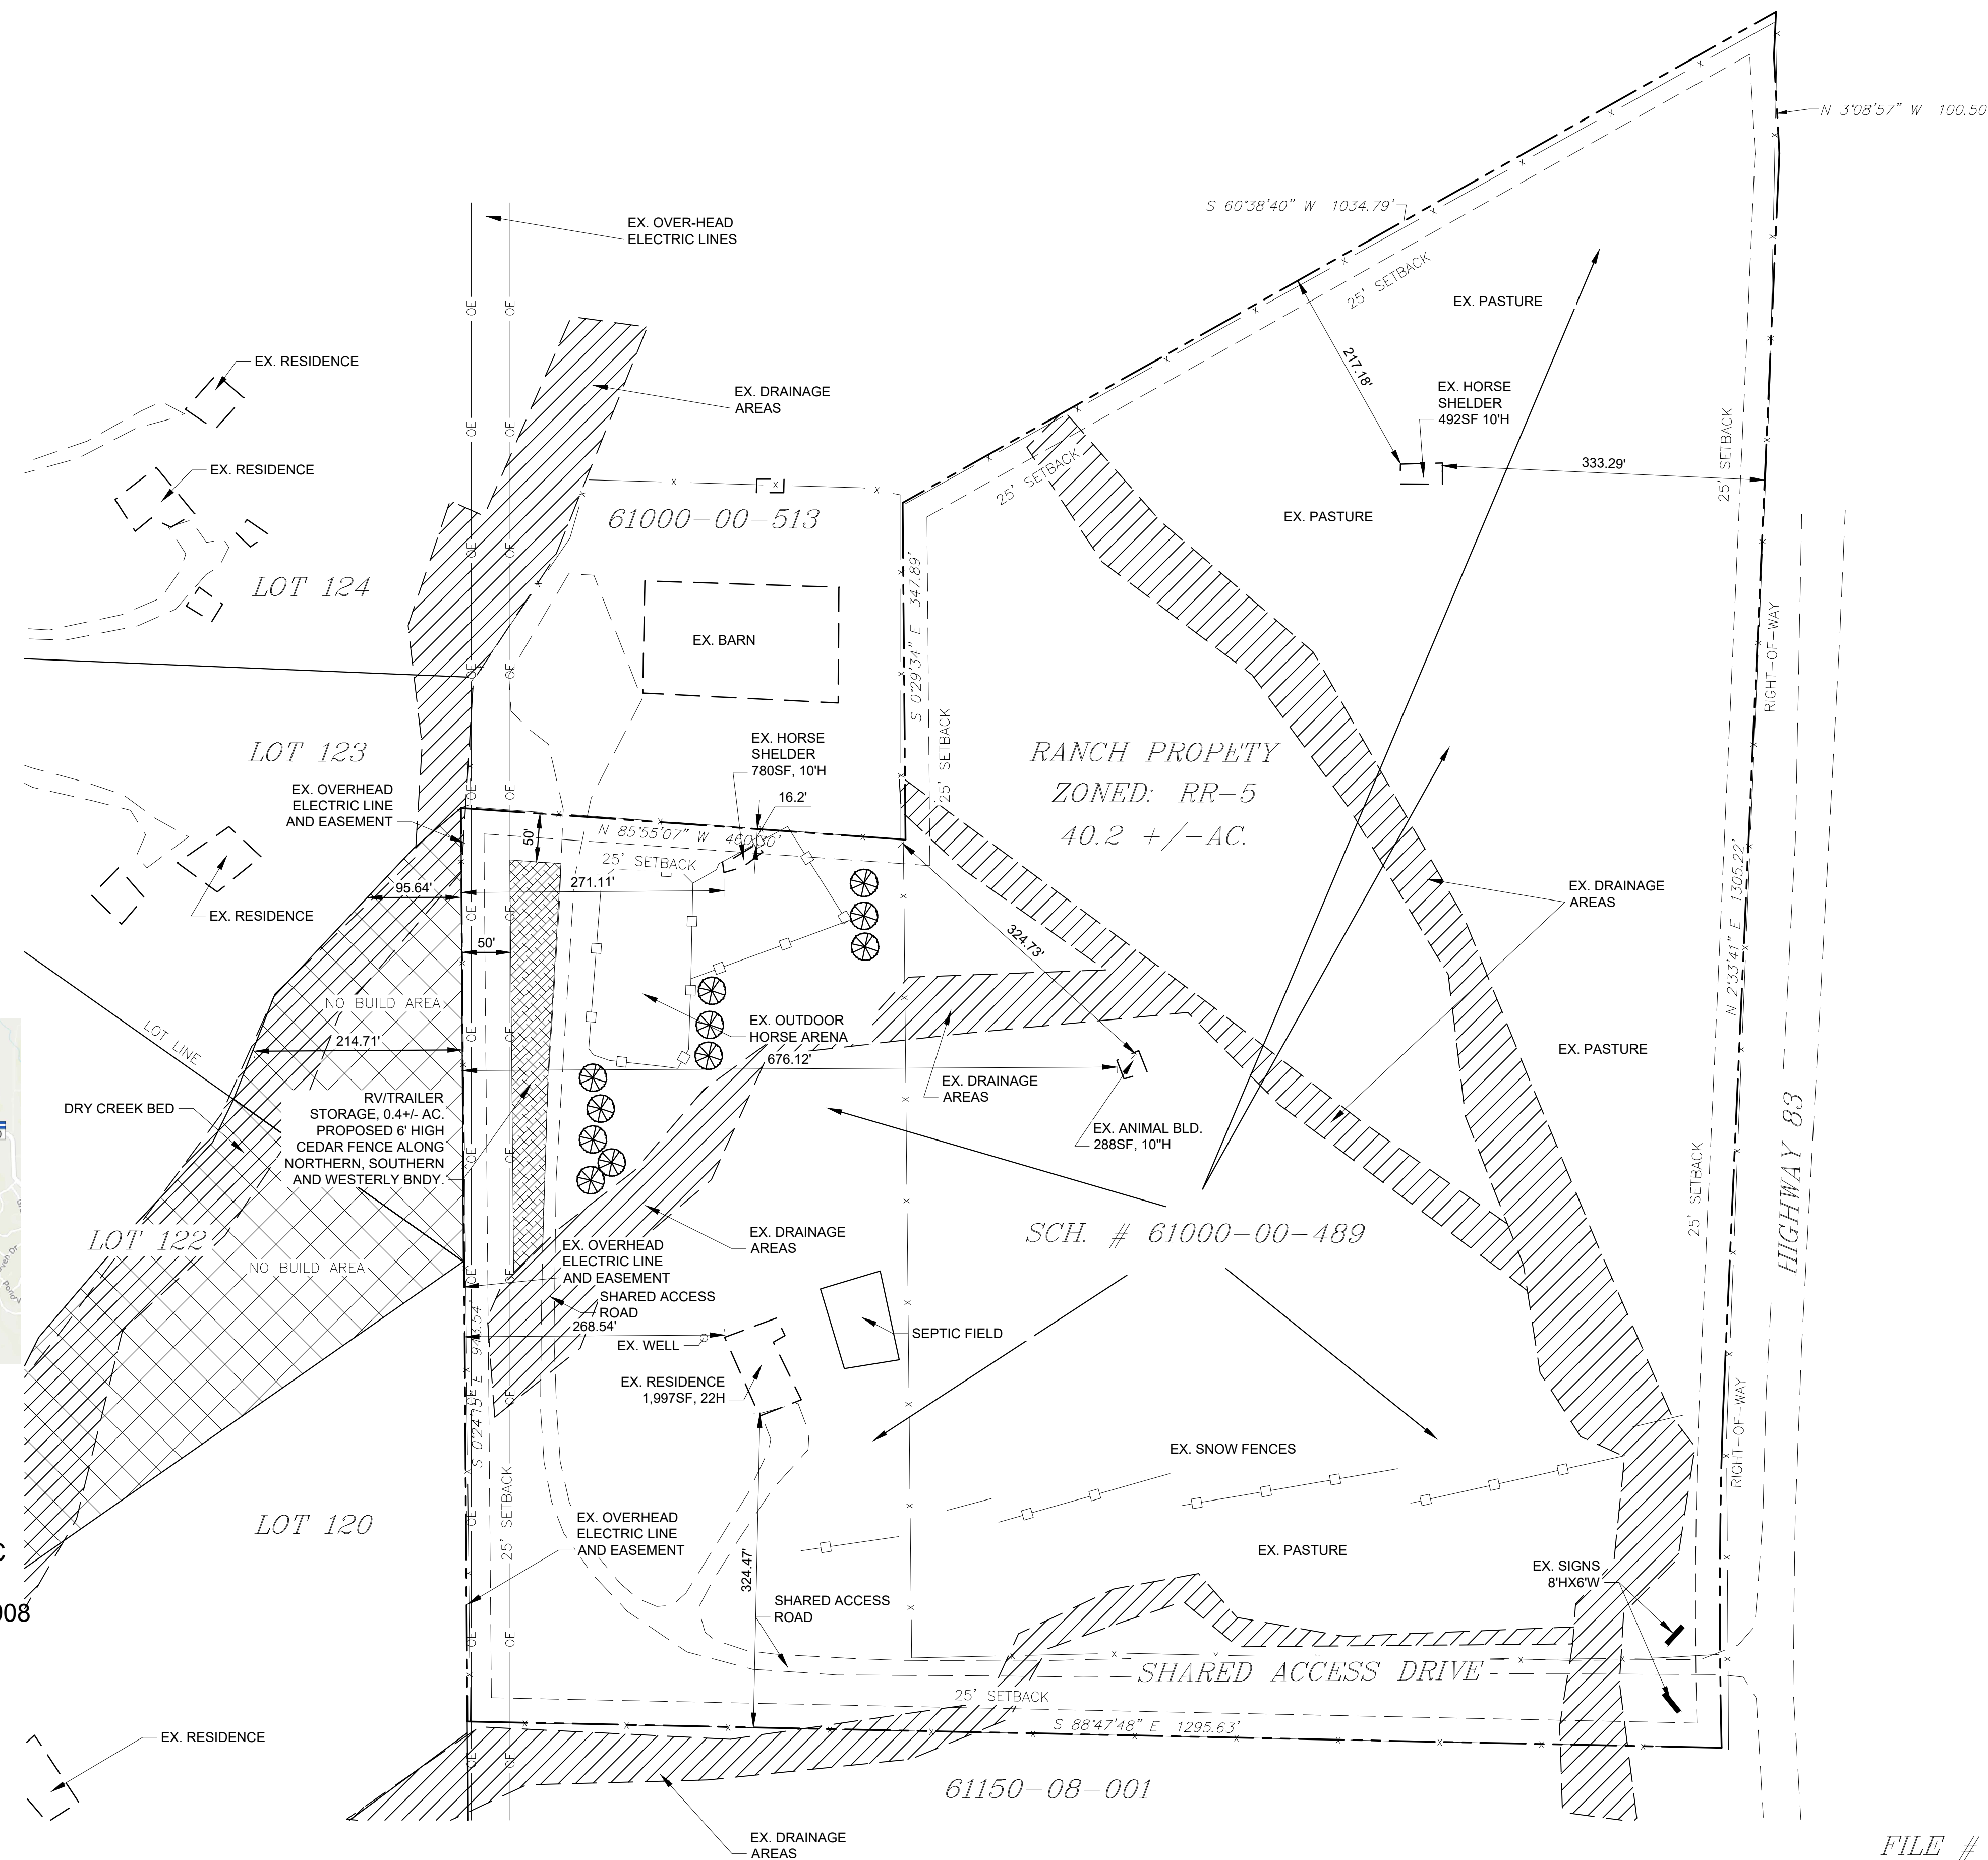 N 3°08'57" W 100.50
S 60°38'40" W 1034.79'
EX. OVER-HEAD
ELECTRIC LINES
25' SETBACK
EX. PASTURE
217.18'
EX. HORSE
SHELDER
492SF 10'H
333.29'
25' SETBACK
EX. RESIDENCE
EX. DRAINAGE
AREAS
EX. RESIDENCE
25' SETBACK
61000-00-513
EX. PASTURE
LOT 124
S 0°29'34" E 347.89'
EX. BARN
RIGHT-OF-WAY
LOT 123
EX. HORSE
SHELDER
780SF, 10'H
16.2'
25' SETBACK
RANCH PROPETY
ZONED: RR-5
40.2 +/-AC.
EX. OVERHEAD
ELECTRIC LINE
AND EASEMENT
N 85°55'07" W 460.30'
50'
25' SETBACK
95.64'
271.11'
EX. RESIDENCE
EX. DRAINAGE
AREAS
N 2°33'41" E 1305.22'
50'
324.73'
NO BUILD AREA
LOT LINE
214.71'
EX. OUTDOOR
HORSE ARENA
676.12'
EX. PASTURE
EX. DRAINAGE
AREAS
DRY CREEK BED
RV/TRAILER
STORAGE, 0.4+/- AC.
PROPOSED 6' HIGH
CEDAR FENCE ALONG
NORTHERN, SOUTHERN
AND WESTERLY BNDY.
EX. ANIMAL BLD.
288SF, 10"H
HIGHWAY 83
25' SETBACK
LOT 122
EX. DRAINAGE
AREAS
SCH. # 61000-00-489
NO BUILD AREA
EX. OVERHEAD
ELECTRIC LINE
AND EASEMENT
SHARED ACCESS
ROAD
268.54'
EX. WELL
SEPTIC FIELD
S 0°24'19" E 943.54'
EX. RESIDENCE
1,997SF, 22H
RIGHT-OF-WAY
EX. SNOW FENCES
25' SETBACK
LOT 120
EX. OVERHEAD
ELECTRIC LINE
AND EASEMENT
324.47'
EX. PASTURE
EX. SIGNS
8'HX6'W
SHARED ACCESS
ROAD
SHARED ACCESS DRIVE
25' SETBACK
S 88°47'48" E 1295.63'
EX. RESIDENCE
61150-08-001
EX. DRAINAGE
AREAS
FILE #